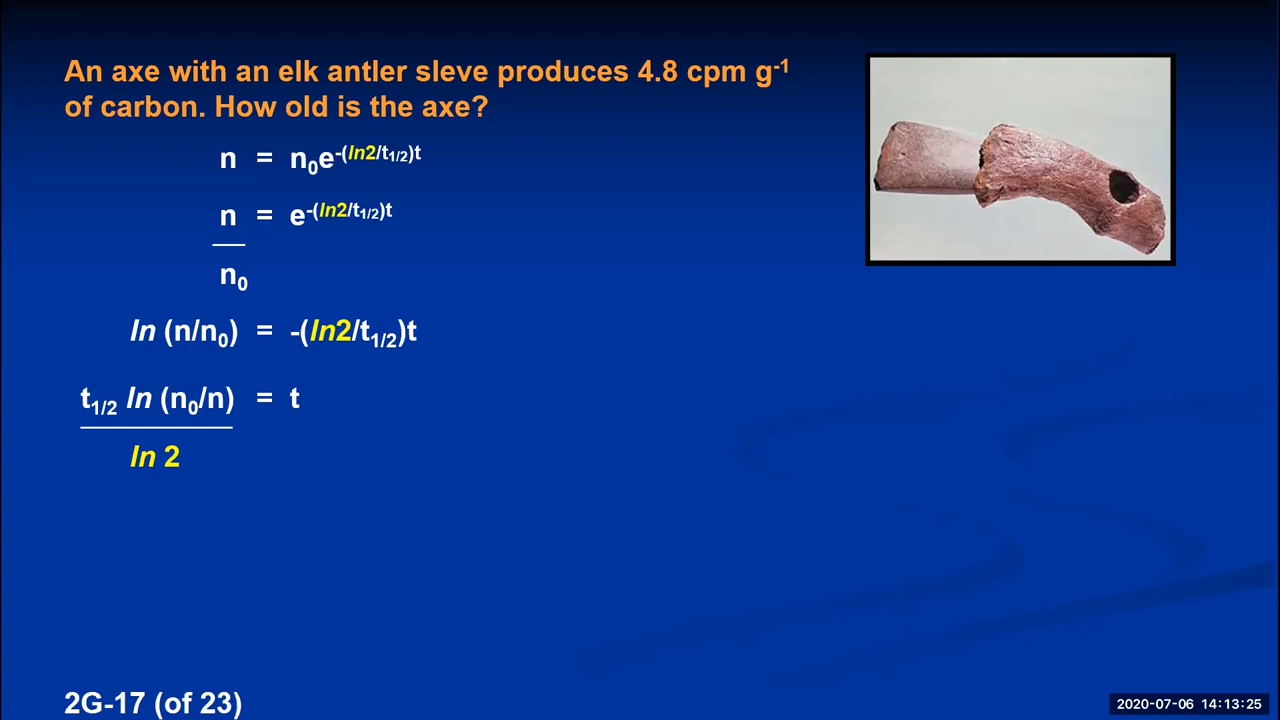 An axe with an elk antler sleve produces 4.8 cpm g⁻¹
of carbon. How old is the axe?
n = n₀e^-(ln2/t₁/₂)t
n = e^-(ln2/t₁/₂)t
n₀
ln (n/n₀) = -(ln2/t₁/₂)t
t₁/₂ ln (n₀/n) = t
ln 2
2G-17 (of 23)
2020-07-06 14:13:25